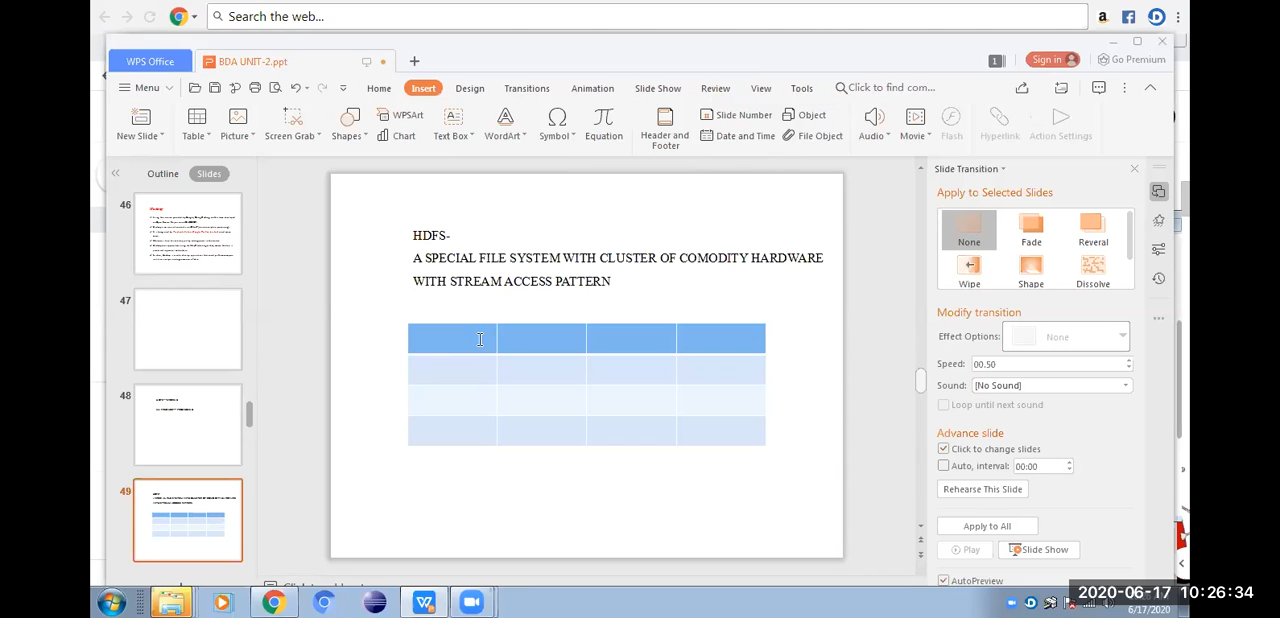 Search the web...
WPS Office
BDA UNIT-2.ppt
1
Sign in
Go Premium
Menu
Home
Insert
Design
Transitions
Animation
Slide Show
Review
View
Tools
Click to find com...
New Slide
Table
Picture
Screen Grab
Shapes
WPSArt
Chart
Text Box
WordArt
Symbol
Equation
Header and
Footer
Slide Number
Date and Time
Object
File Object
Audio
Movie
Flash
Hyperlink
Action Settings
Outline
Slides
46
47
48
49
HDFS-
A SPECIAL FILE SYSTEM WITH CLUSTER OF COMODITY HARDWARE
WITH STREAM ACCESS PATTERN
Slide Transition
Apply to Selected Slides
None
Fade
Reveral
Wipe
Shape
Dissolve
Modify transition
Effect Options:
None
Speed:
00.50
Sound:
[No Sound]
Loop until next sound
Advance slide
Click to change slides
Auto, interval:
00:00
Rehearse This Slide
Apply to All
Play
Slide Show
AutoPreview
2020-06-17 10:26:34
6/17/2020